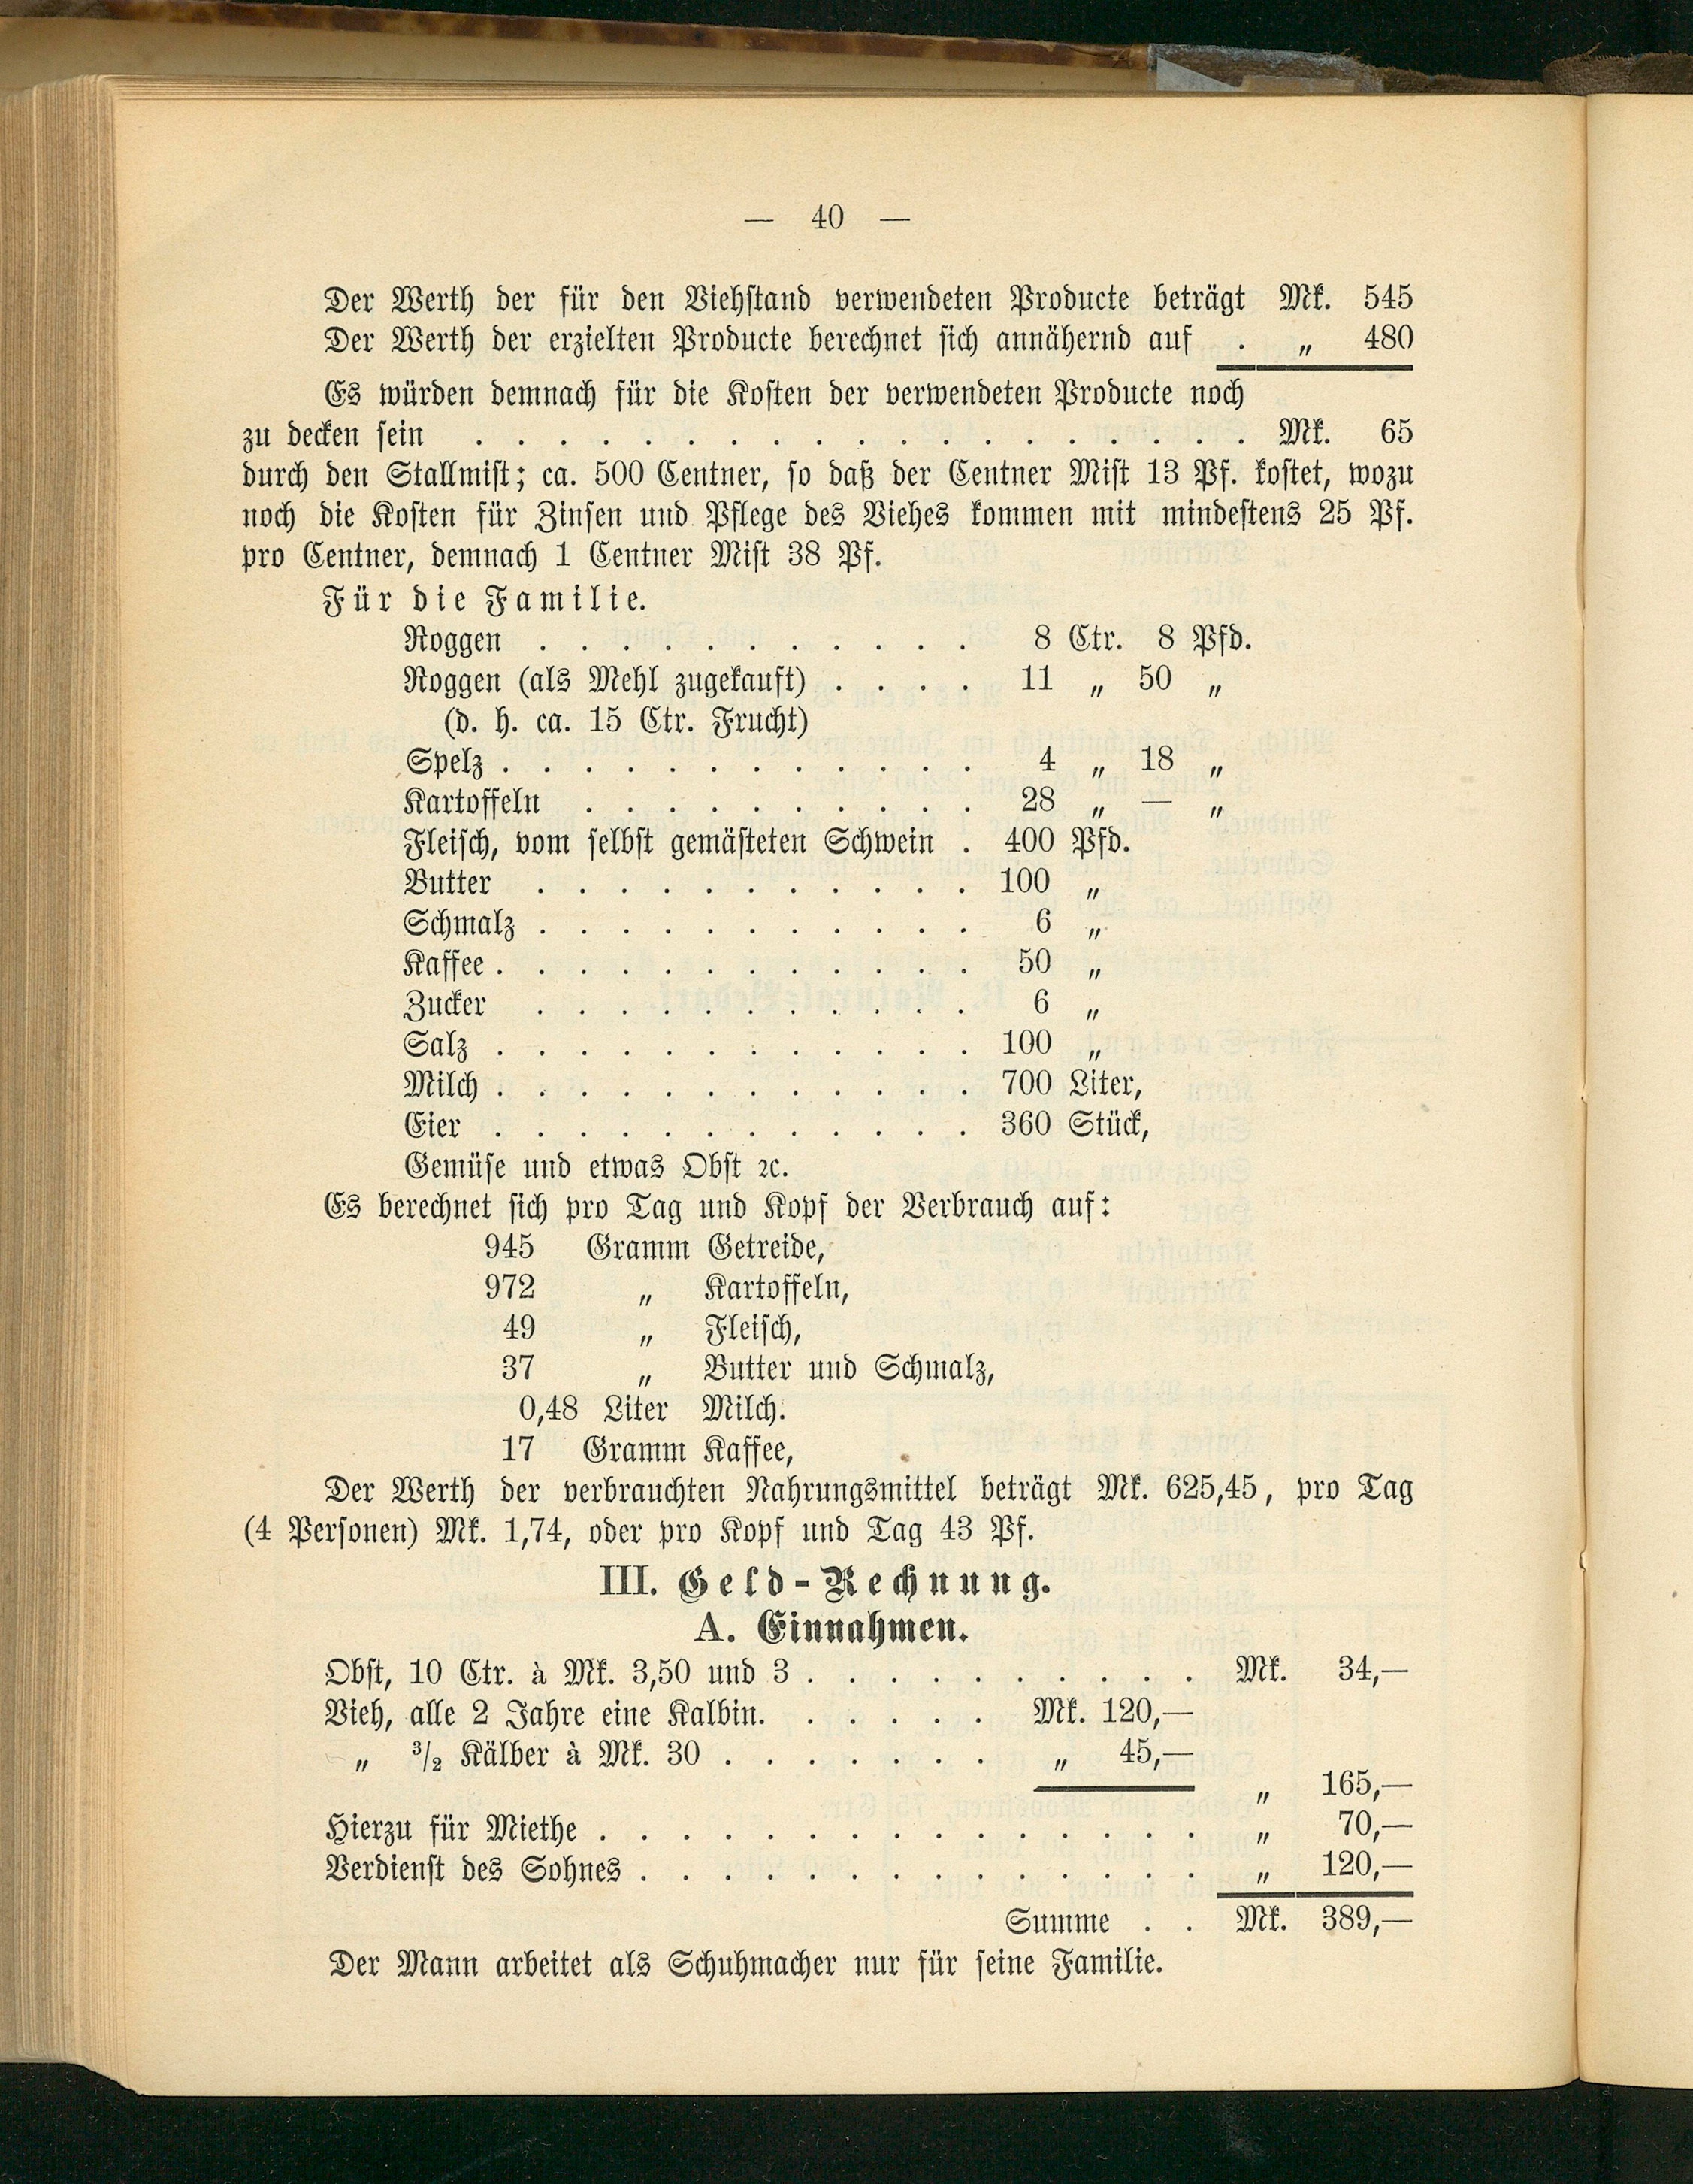 — 40 —
Der Werth der für den Viehstand verwendeten Producte beträgt Mk. 545
Der Werth der erzielten Producte berechnet sich annähernd auf . „ 480
Es würden demnach für die Kosten der verwendeten Producte noch
zu decken sein . . . . . . . . . . . . . . . . . . . Mk. 65
durch den Stallmist; ca. 500 Centner, so daß der Centner Mist 13 Pf. kostet, wozu
noch die Kosten für Zinsen und Pflege des Viehes kommen mit mindestens 25 Pf.
pro Centner, demnach 1 Centner Mist 38 Pf.
Für die Familie.
Roggen . . . . . . . . . . . 8 Ctr. 8 Pfd.
Roggen (als Mehl zugekauft) . . . . 11 „ 50 „
(d. h. ca. 15 Ctr. Frucht)
Spelz . . . . . . . . . . . . 4 „ 18 „
Kartoffeln . . . . . . . . . . 28 „ — „
Fleisch, vom selbst gemästeten Schwein . 400 Pfd.
Butter . . . . . . . . . . . 100 „
Schmalz . . . . . . . . . . . 6 „
Kaffee . . . . . . . . . . . . 50 „
Zucker . . . . . . . . . . . 6 „
Salz . . . . . . . . . . . . 100 „
Milch . . . . . . . . . . . . 700 Liter,
Eier . . . . . . . . . . . . 360 Stück,
Gemüse und etwas Obst ꝛc.
Es berechnet sich pro Tag und Kopf der Verbrauch auf:
945 Gramm Getreide,
972 „ Kartoffeln,
49 „ Fleisch,
37 „ Butter und Schmalz,
0,48 Liter Milch.
17 Gramm Kaffee,
Der Werth der verbrauchten Nahrungsmittel beträgt Mk. 625,45, pro Tag
(4 Personen) Mk. 1,74, oder pro Kopf und Tag 43 Pf.
III. Geld-Rechnung.
A. Einnahmen.
Obst, 10 Ctr. à Mk. 3,50 und 3 . . . . . . . . . . Mk. 34,—
Vieh, alle 2 Jahre eine Kalbin. . . . . . Mk. 120,—
„ 3/2 Kälber à Mk. 30 . . . . . . . „ 45,—
„ 165,—
Hierzu für Miethe . . . . . . . . . . . . . . . „ 70,—
Verdienst des Sohnes . . . . . . . . . . . . . . „ 120,—
Summe . . Mk. 389,—
Der Mann arbeitet als Schuhmacher nur für seine Familie.